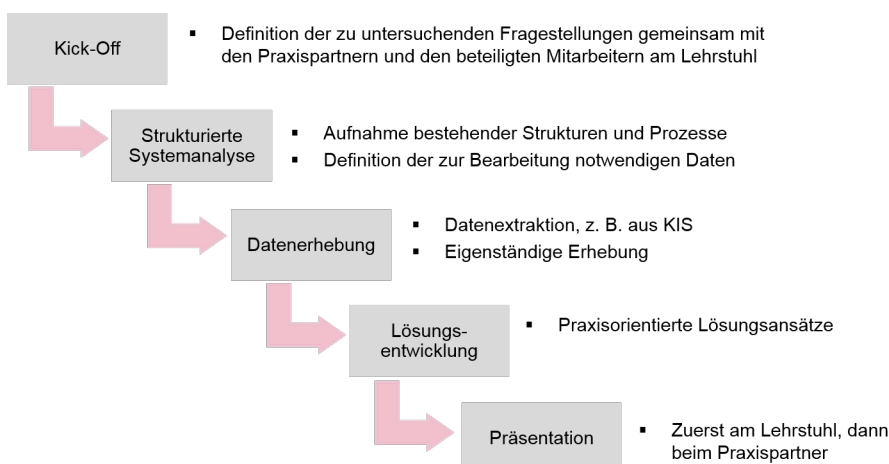 Kick-Off
▪ Definition der zu untersuchenden Fragestellungen gemeinsam mit
den Praxispartnern und den beteiligten Mitarbeitern am Lehrstuhl
Strukturierte
Systemanalyse
▪ Aufnahme bestehender Strukturen und Prozesse
▪ Definition der zur Bearbeitung notwendigen Daten
Datenerhebung
▪ Datenextraktion, z. B. aus KIS
▪ Eigenständige Erhebung
Lösungs-
entwicklung
▪ Praxisorientierte Lösungsansätze
Präsentation
▪ Zuerst am Lehrstuhl, dann
beim Praxispartner